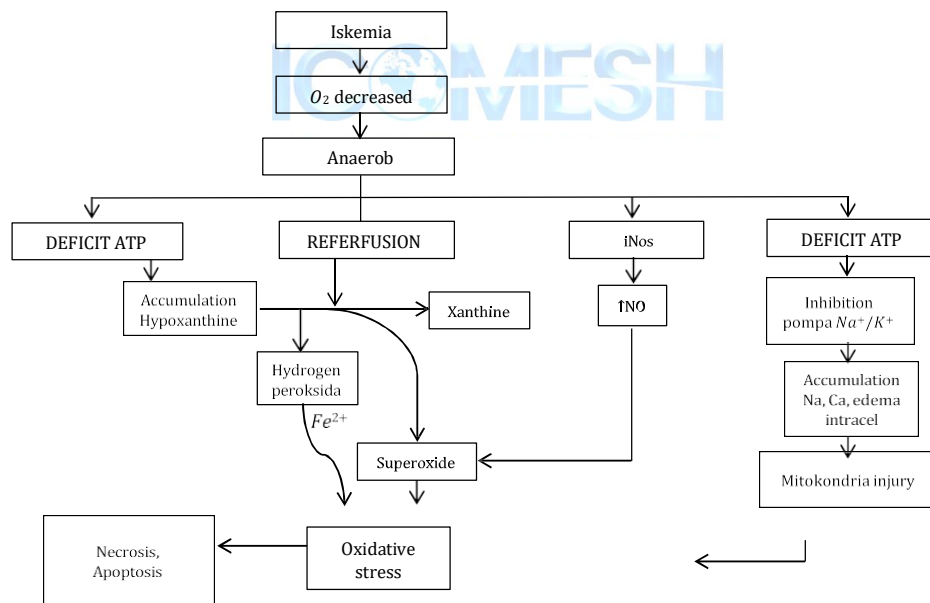 Iskemia
ICOMESH
O₂ decreased
Anaerob
DEFICIT ATP
REFERFUSION
iNos
DEFICIT ATP
Accumulation
Hypoxanthine
Xanthine
↑NO
Inhibition
pompa Na⁺/K⁺
Hydrogen
peroksida
Fe²⁺
Accumulation
Na, Ca, edema
intracel
Superoxide
Mitokondria injury
Necrosis,
Apoptosis
Oxidative
stress